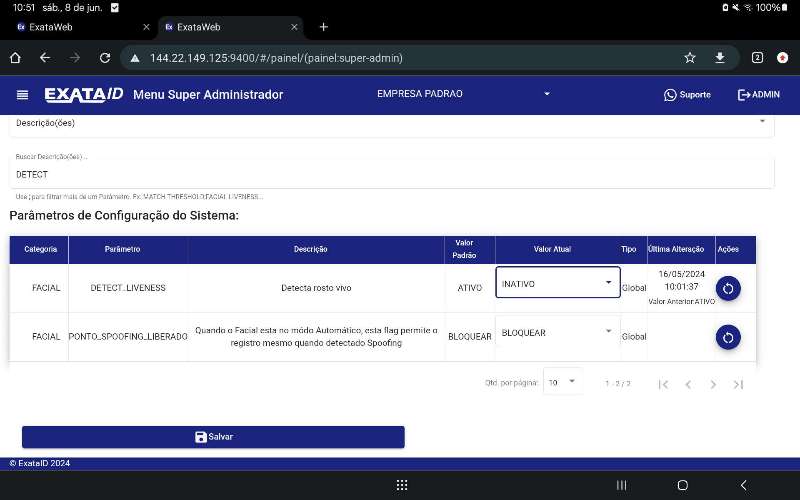 10:51 sáb., 8 de jun.
100%
ExataWeb
ExataWeb
144.22.149.125:9400/#/painel/(painel:super-admin)
2
EXATAID Menu Super Administrador EMPRESA PADRAO Suporte ADMIN
Descrição(ões)
Buscar Descrição(ões)...
DETECT
Use ; para filtrar mais de um Parâmetro. Ex: MATCH THRESHOLD;FACIAL LIVENESS...
Parâmetros de Configuração do Sistema:
Categoria Parâmetro Descrição Valor Padrão Valor Atual Tipo Última Alteração Ações
FACIAL DETECT_LIVENESS Detecta rosto vivo ATIVO INATIVO Global 16/05/2024
10:01:37
Valor Anterior:ATIVO
FACIAL PONTO_SPOOFING_LIBERADO Quando o Facial esta no módo Automático, esta flag permite o
registro mesmo quando detectado Spoofing BLOQUEAR BLOQUEAR Global
Qtd. por página: 10 1 - 2 / 2
Salvar
© ExataID 2024